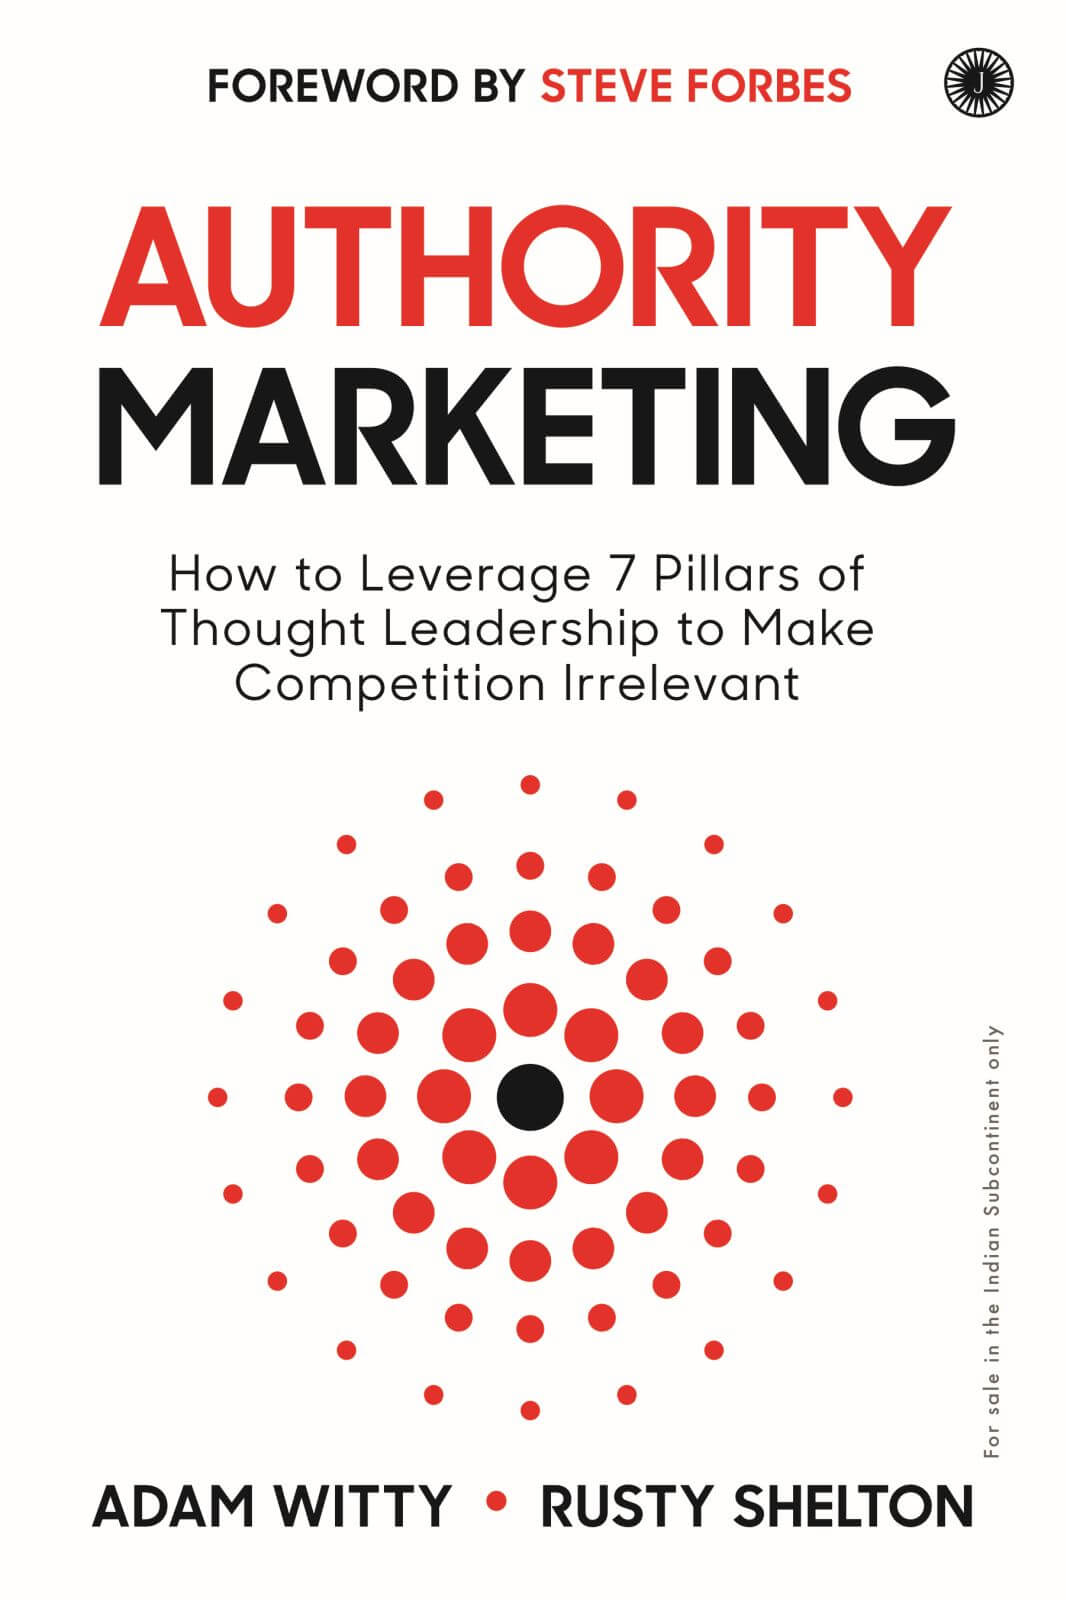 FOREWORD BY STEVE FORBES
J
AUTHORITY
MARKETING
How to Leverage 7 Pillars of
Thought Leadership to Make
Competition Irrelevant
For sale in the Indian Subcontinent only
ADAM WITTY • RUSTY SHELTON